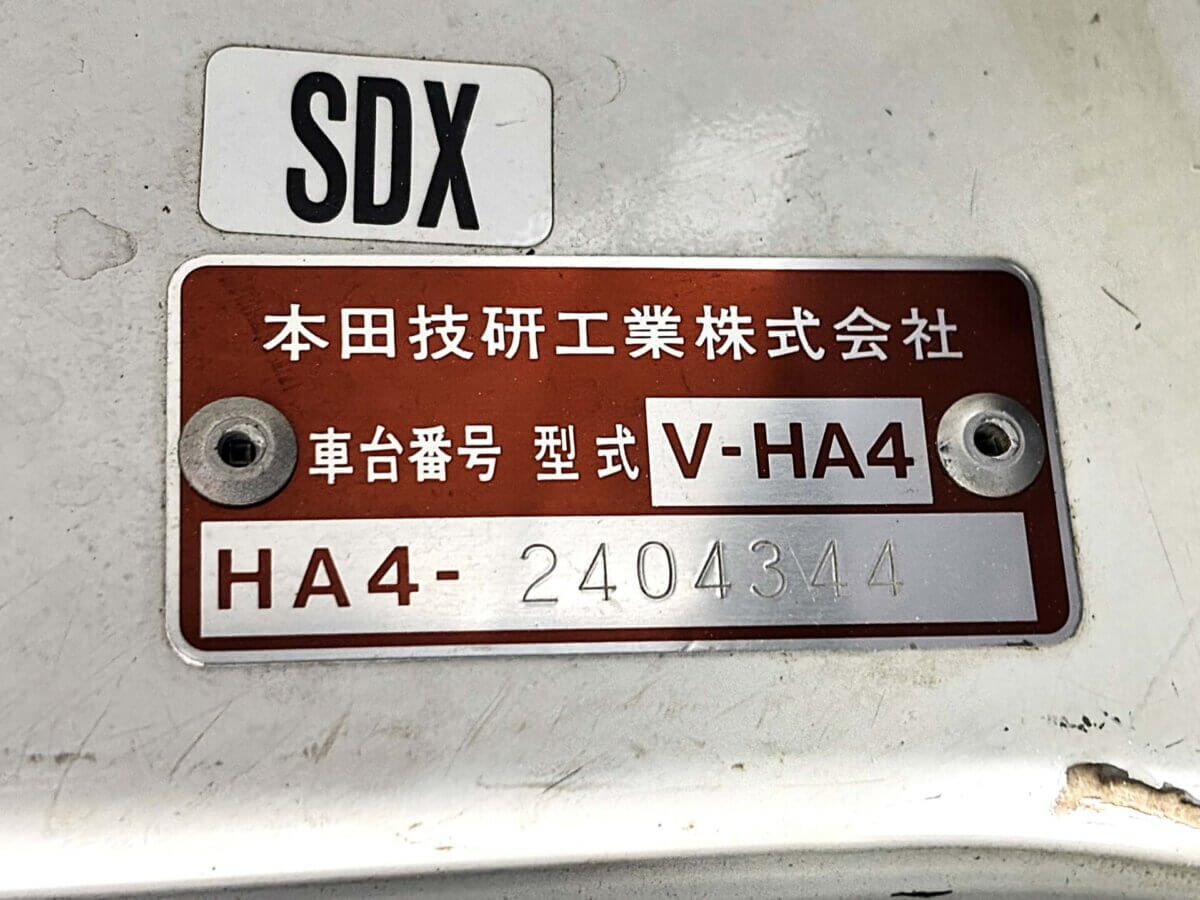 SDX
本田技研工業株式会社
車台番号 型式 V-HA4
HA4- 2404344